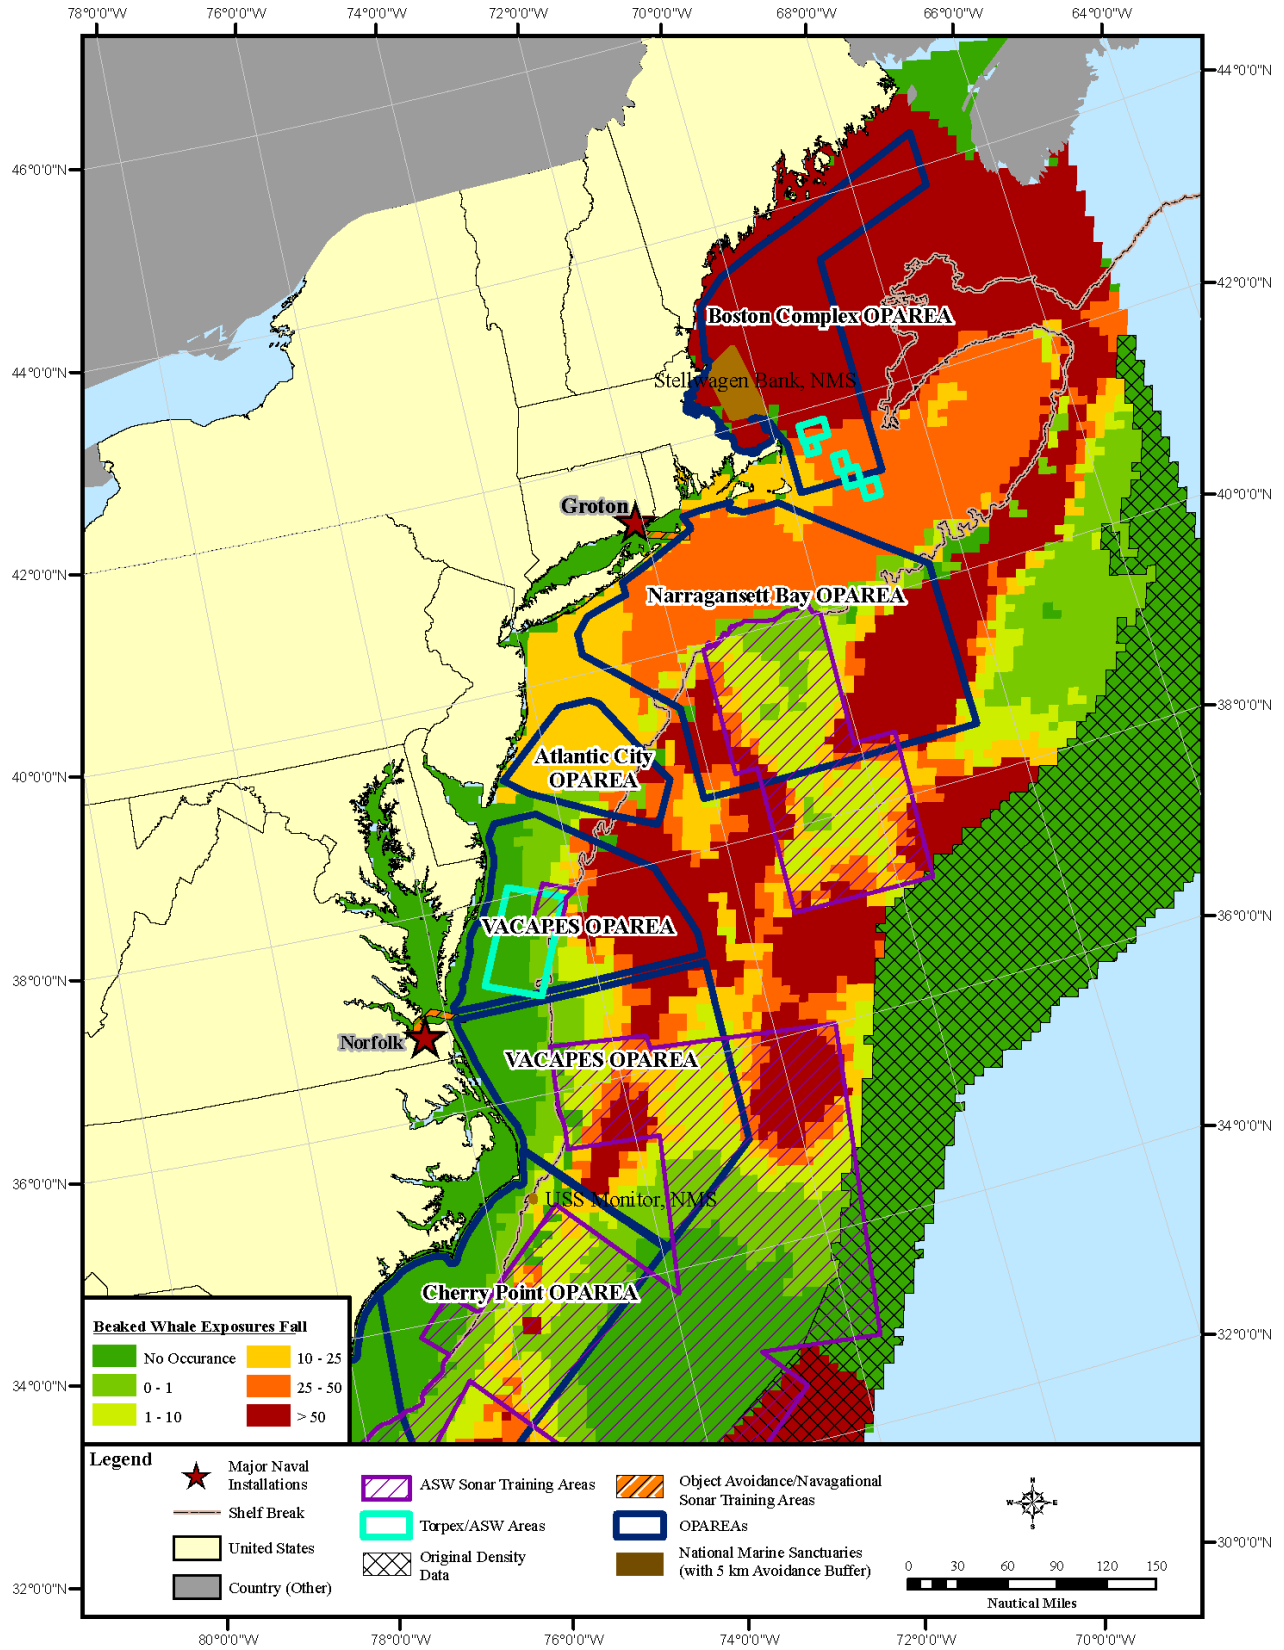 78°0'0"W
76°0'0"W
74°0'0"W
72°0'0"W
70°0'0"W
68°0'0"W
66°0'0"W
64°0'0"W
44°0'0"N
46°0'0"N
42°0'0"N
Boston Complex OPAREA
44°0'0"N
Stellwagen Bank, NMS
40°0'0"N
Groton
42°0'0"N
Narragansett Bay OPAREA
38°0'0"N
Atlantic City
OPAREA
40°0'0"N
36°0'0"N
VACAPES OPAREA
38°0'0"N
Norfolk
VACAPES OPAREA
34°0'0"N
36°0'0"N
USS Monitor, NMS
Cherry Point OPAREA
32°0'0"N
Beaked Whale Exposures Fall
No Occurance
10 - 25
0 - 1
25 - 50
1 - 10
> 50
34°0'0"N
Legend
Major Naval
Installations
Shelf Break
United States
Country (Other)
ASW Sonar Training Areas
Torpex/ASW Areas
Original Density
Data
Object Avoidance/Navagational
Sonar Training Areas
OPAREAs
National Marine Sanctuaries
(with 5 km Avoidance Buffer)
N
W
E
S
0
30
60
90
120
150
Nautical Miles
30°0'0"N
32°0'0"N
80°0'0"W
78°0'0"W
76°0'0"W
74°0'0"W
72°0'0"W
70°0'0"W